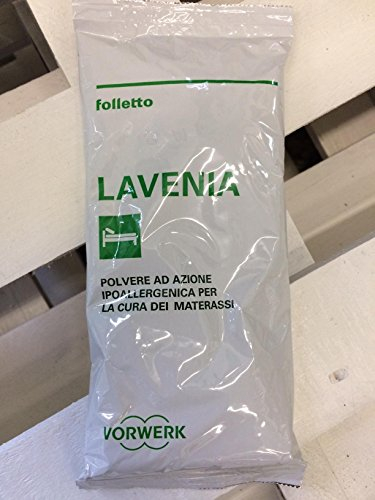 folletto
LAVENIA
POLVERE AD AZIONE
IPOALLERGENICA PER
LA CURA DEI MATERASSI
VORWERK